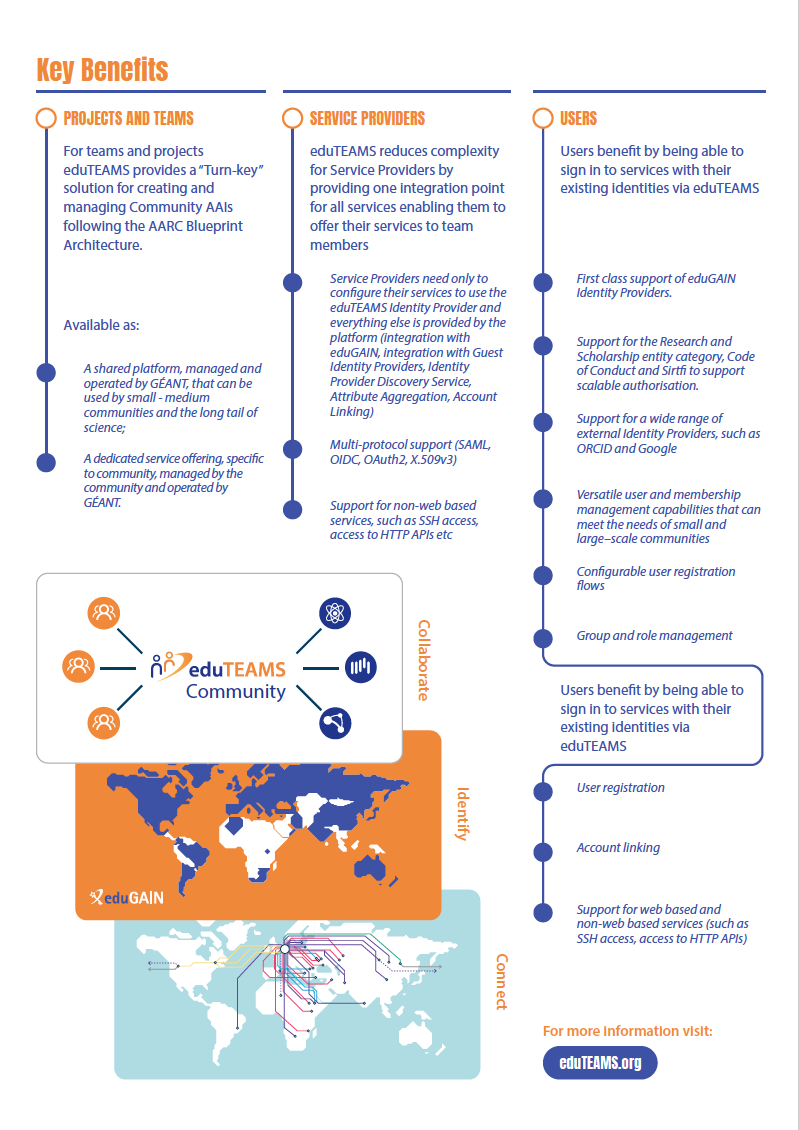 Key Benefits
PROJECTS AND TEAMS
For teams and projects
eduTEAMS provides a “Turn-key”
solution for creating and
managing Community AAIs
following the AARC Blueprint
Architecture.
Available as:
A shared platform, managed and
operated by GÉANT, that can be
used by small - medium
communities and the long tail of
science;
A dedicated service offering, specific
to community, managed by the
community and operated by
GÉANT.
SERVICE PROVIDERS
eduTEAMS reduces complexity
for Service Providers by
providing one integration point
for all services enabling them to
offer their services to team
members
Service Providers need only to
configure their services to use the
eduTEAMS Identity Provider and
everything else is provided by the
platform (integration with
eduGAIN, integration with Guest
Identity Providers, Identity
Provider Discovery Service,
Attribute Aggregation, Account
Linking)
Multi-protocol support (SAML,
OIDC, OAuth2, X.509v3)
Support for non-web based
services, such as SSH access,
access to HTTP APIs etc
USERS
Users benefit by being able to
sign in to services with their
existing identities via eduTEAMS
First class support of eduGAIN
Identity Providers.
Support for the Research and
Scholarship entity category, Code
of Conduct and Sirtfi to support
scalable authorisation.
Support for a wide range of
external Identity Providers, such as
ORCID and Google
Versatile user and membership
management capabilities that can
meet the needs of small and
large–scale communities
Configurable user registration
flows
Group and role management
Users benefit by being able to
sign in to services with their
existing identities via
eduTEAMS
User registration
Account linking
Support for web based and
non-web based services (such as
SSH access, access to HTTP APIs)
eduTEAMS
Community
Collaborate
Identify
eduGAIN
Connect
For more information visit:
eduTEAMS.org